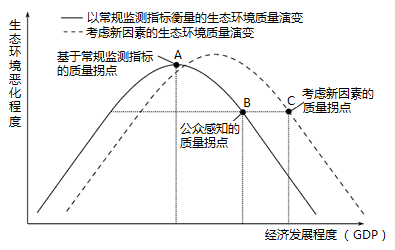 以常规监测指标衡量的生态环境质量演变
考虑新因素的生态环境质量演变
生态环境恶化程度
基于常规监测指标
的质量拐点
A
B
C
公众感知的
质量拐点
考虑新因素的
质量拐点
经济发展程度（GDP）